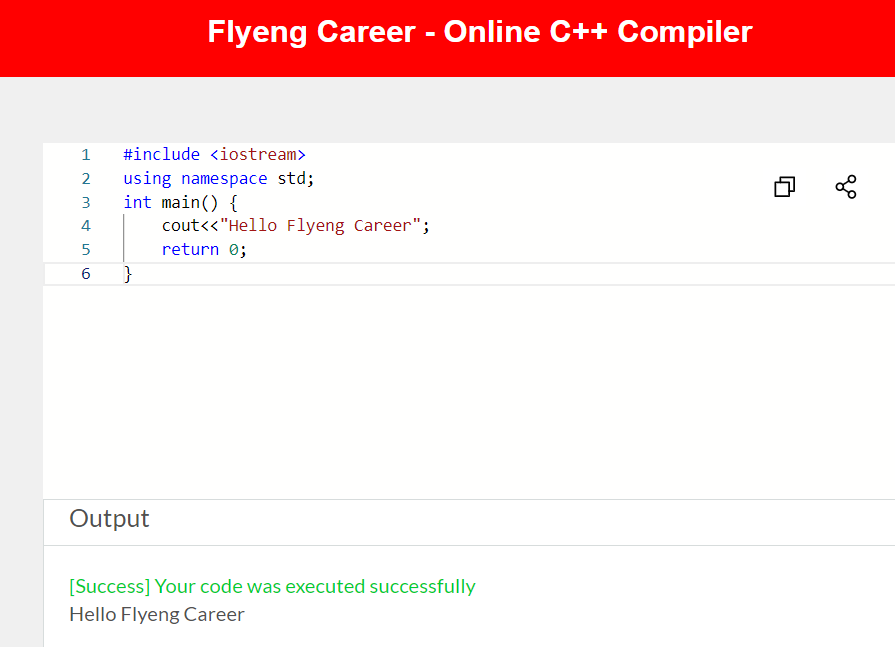 Flyeng Career - Online C++ Compiler
1 #include <iostream>
2 using namespace std;
3 int main() {
4     cout<<"Hello Flyeng Career";
5     return 0;
6 }
Output
[Success] Your code was executed successfully
Hello Flyeng Career